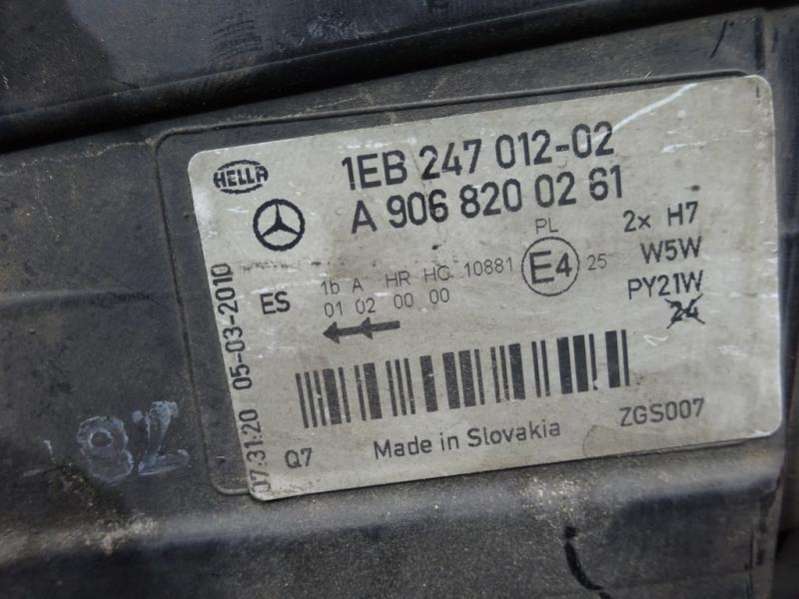 HELLA
1EB 247 012-02
A 906 820 02 61
2x H7
W5W
PY21W
24
PL
E4 25
ES
1b A HR HC 10881
01 02 00 00
07:31:20 05-03-2010
Q7 Made in Slovakia ZGS007
78